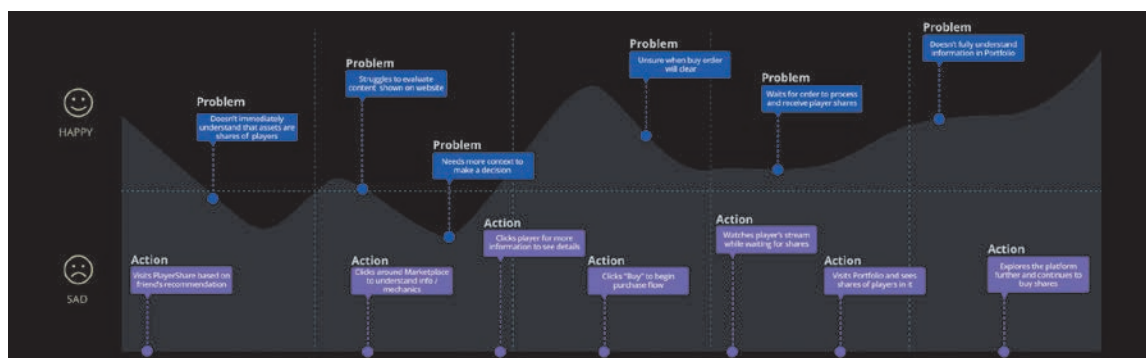 HAPPY
SAD
Problem
Doesn't immediately
understand that assets are
shares of players
Problem
Struggles to evaluate
content shown on website
Problem
Needs more context to
make a decision
Problem
Unsure when buy order
will clear
Problem
Waits for order to process
and receive player shares
Problem
Doesn't fully understand
information in Portfolio
Action
Visits PlayerShare based on
friend's recommendation
Action
Clicks around Marketplace
to understand info /
mechanics
Action
Clicks player for more
information to see details
Action
Clicks "Buy" to begin
purchase flow
Action
Watches player's stream
while waiting for shares
Action
Visits Portfolio and sees
shares of players in it
Action
Explores the platform
further and continues to
buy shares